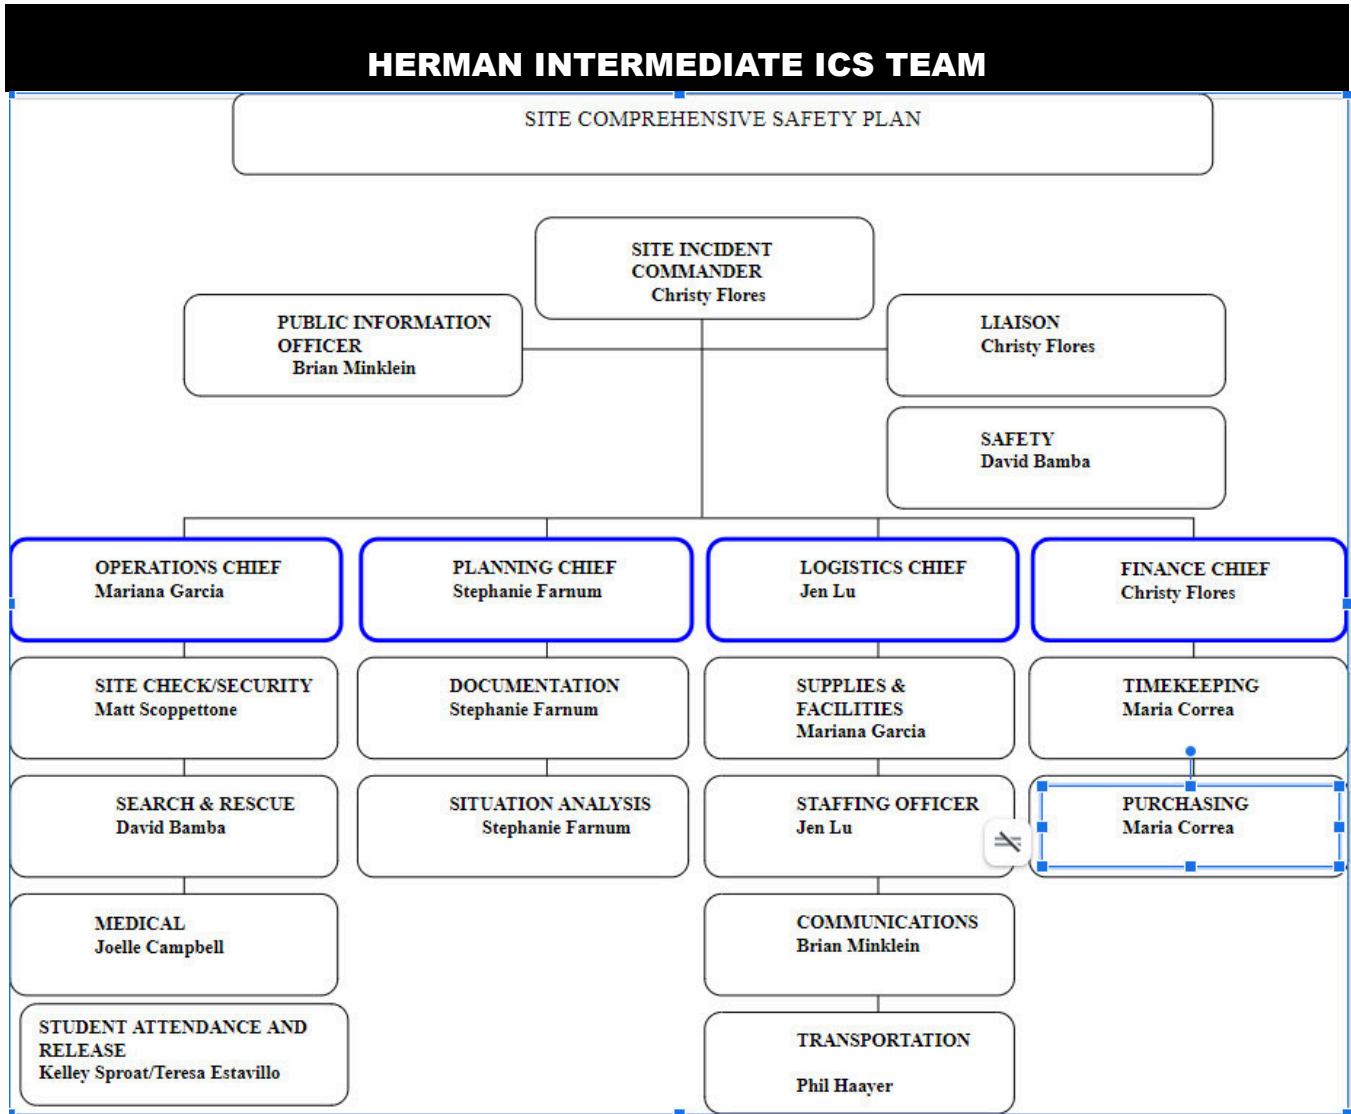 HERMAN INTERMEDIATE ICS TEAM
SITE COMPREHENSIVE SAFETY PLAN
SITE INCIDENT
COMMANDER
Christy Flores
PUBLIC INFORMATION
OFFICER
Brian Minklein
LIAISON
Christy Flores
SAFETY
David Bamba
OPERATIONS CHIEF
Mariana Garcia
PLANNING CHIEF
Stephanie Farnum
LOGISTICS CHIEF
Jen Lu
FINANCE CHIEF
Christy Flores
SITE CHECK/SECURITY
Matt Scoppettone
DOCUMENTATION
Stephanie Farnum
SUPPLIES &
FACILITIES
Mariana Garcia
TIMEKEEPING
Maria Correa
SEARCH & RESCUE
David Bamba
SITUATION ANALYSIS
Stephanie Farnum
STAFFING OFFICER
Jen Lu
PURCHASING
Maria Correa
MEDICAL
Joelle Campbell
COMMUNICATIONS
Brian Minklein
STUDENT ATTENDANCE AND
RELEASE
Kelley Sproat/Teresa Estavillo
TRANSPORTATION
Phil Haayer